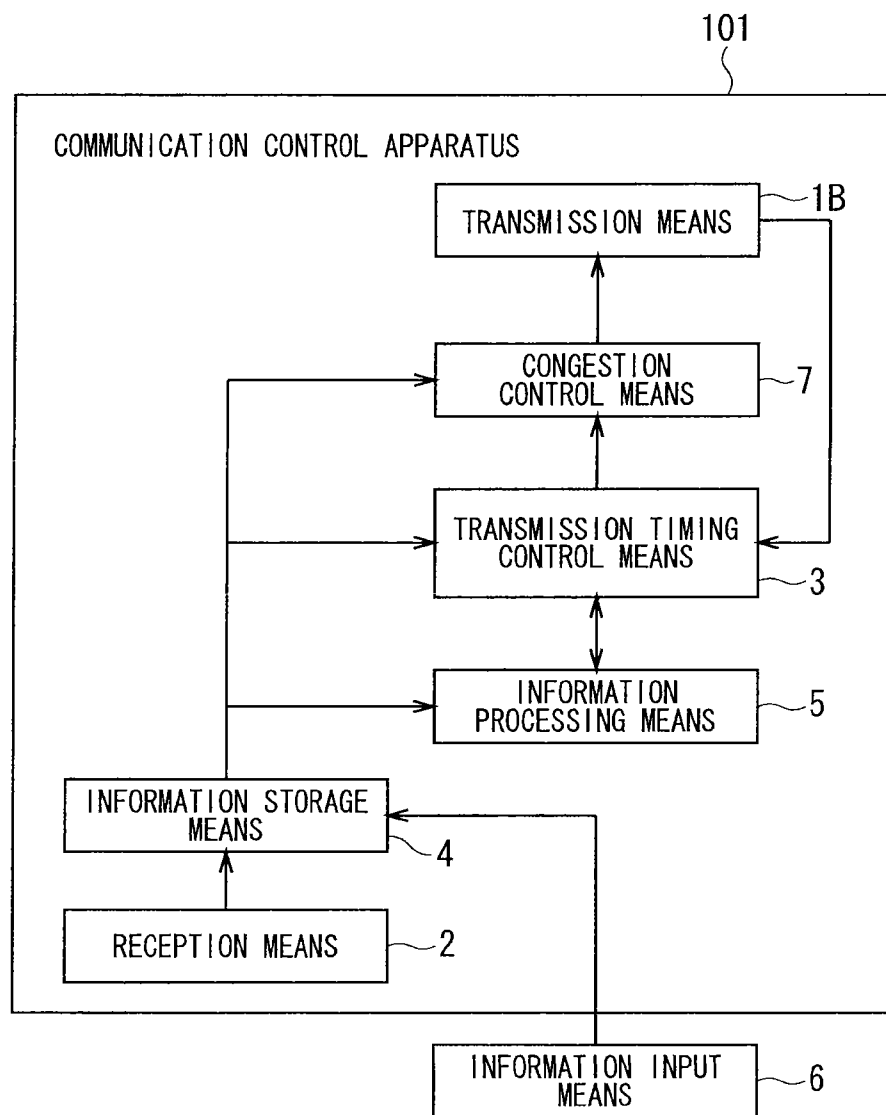 101
COMMUNICATION CONTROL APPARATUS
TRANSMISSION MEANS
1B
CONGESTION
CONTROL MEANS
7
TRANSMISSION TIMING
CONTROL MEANS
3
INFORMATION
PROCESSING MEANS
5
INFORMATION STORAGE
MEANS
4
RECEPTION MEANS
2
INFORMATION INPUT
MEANS
6